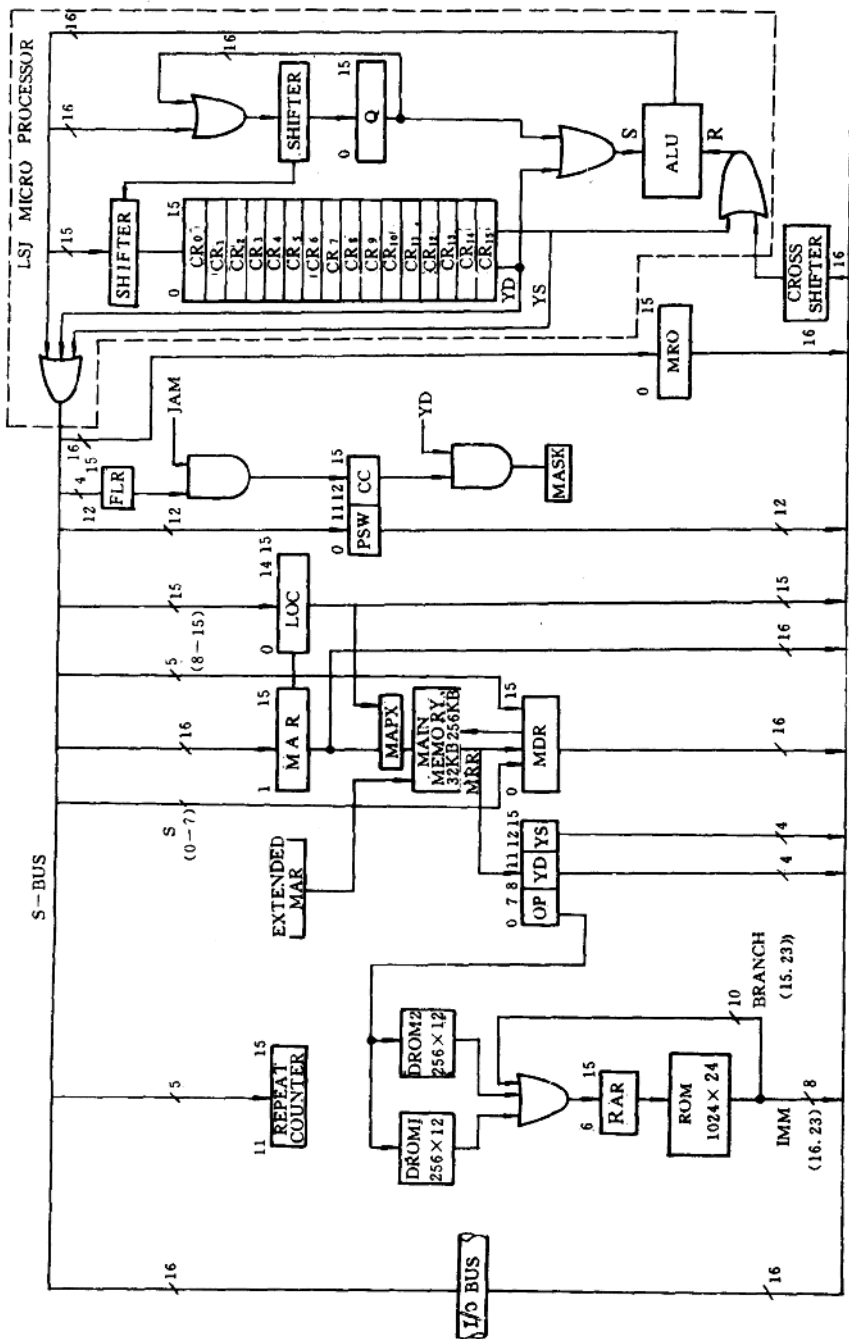 LSJ MICRO PROCESSOR
16
16
15
16
SHIFTER
SHIFTER
0
15
CR0
CR1
CR2
CR3
CR4
CR5
CR6
CR7
CR8
CR9
CR10
CR11
CR12
CR13
CR14
CR15
0
15
Q
YD
YS
S
R
ALU
CROSS SHIFTER
16
0
15
MRO
16
16
JAM
4
12
15
FLR
12
0
11
12
15
PSW
CC
YD
MASK
12
15
0
14
15
LOC
15
5
(8-15)
16
1
15
MAR
16
MAPX
MAIN MEMORY
32KB 256KB
MRR
0
15
MDR
16
S
(0-7)
EXTENDED MAR
0
7
8
11
12
15
OP
YD
YS
4
4
S-BUS
5
11
15
REPEAT COUNTER
DROM2
256×12
DROMJ
256×12
6
15
RAR
ROM
1024×24
10
BRANCH
(15.23))
IMM
(16.23)
8
16
I/O BUS
16